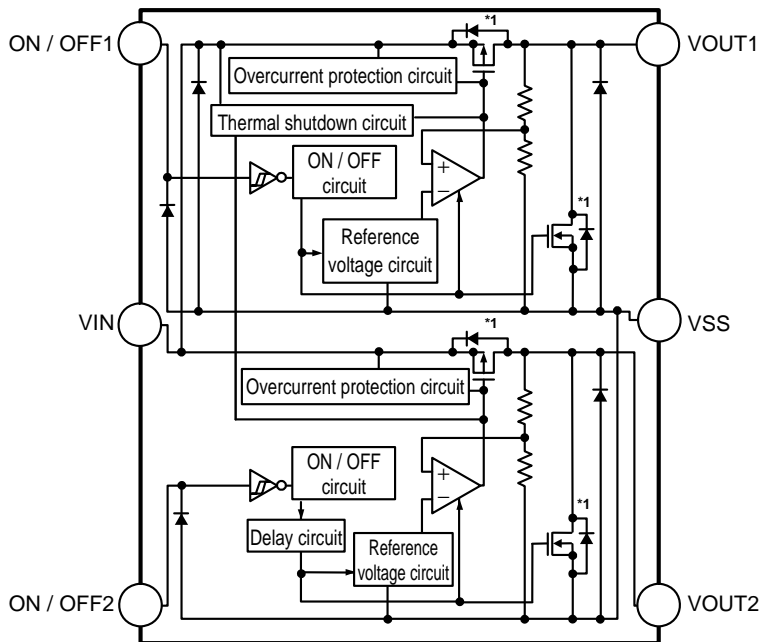 ON / OFF1
*1
VOUT1
Overcurrent protection circuit
Thermal shutdown circuit
ON / OFF
circuit
+
−
*1
Reference
voltage circuit
VIN
VSS
*1
Overcurrent protection circuit
ON / OFF
circuit
+
−
*1
Delay circuit
Reference
voltage circuit
ON / OFF2
VOUT2